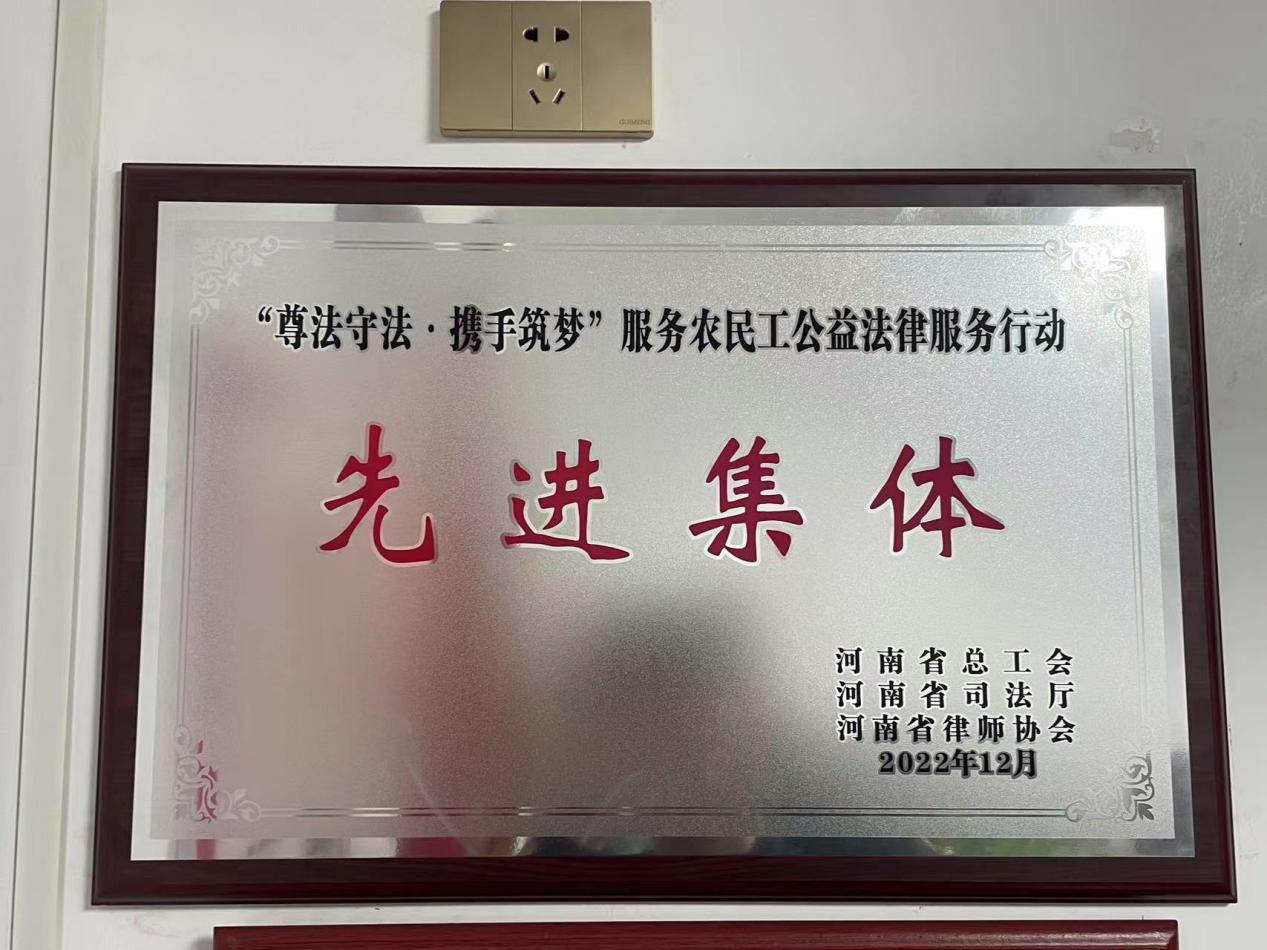 “尊法守法·携手筑梦”服务农民工公益法律服务行动
先进集体
河南省总工会
河南省司法厅
河南省律师协会
2022年12月